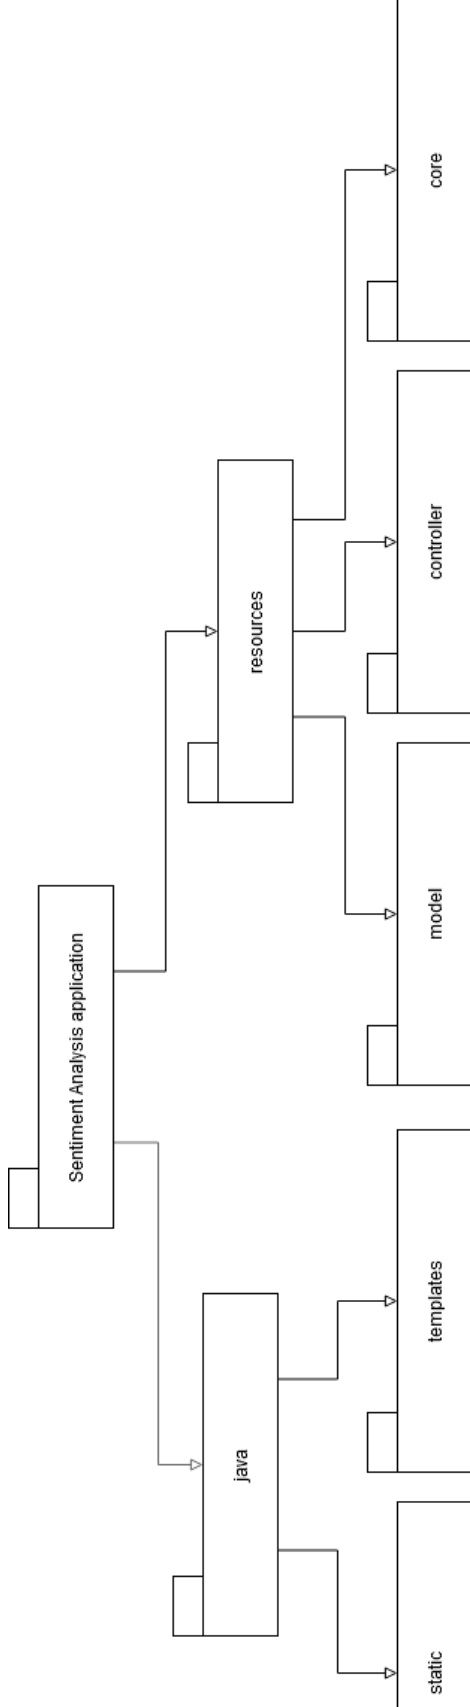 Sentiment Analysis application
java
resources
static
templates
model
controller
core